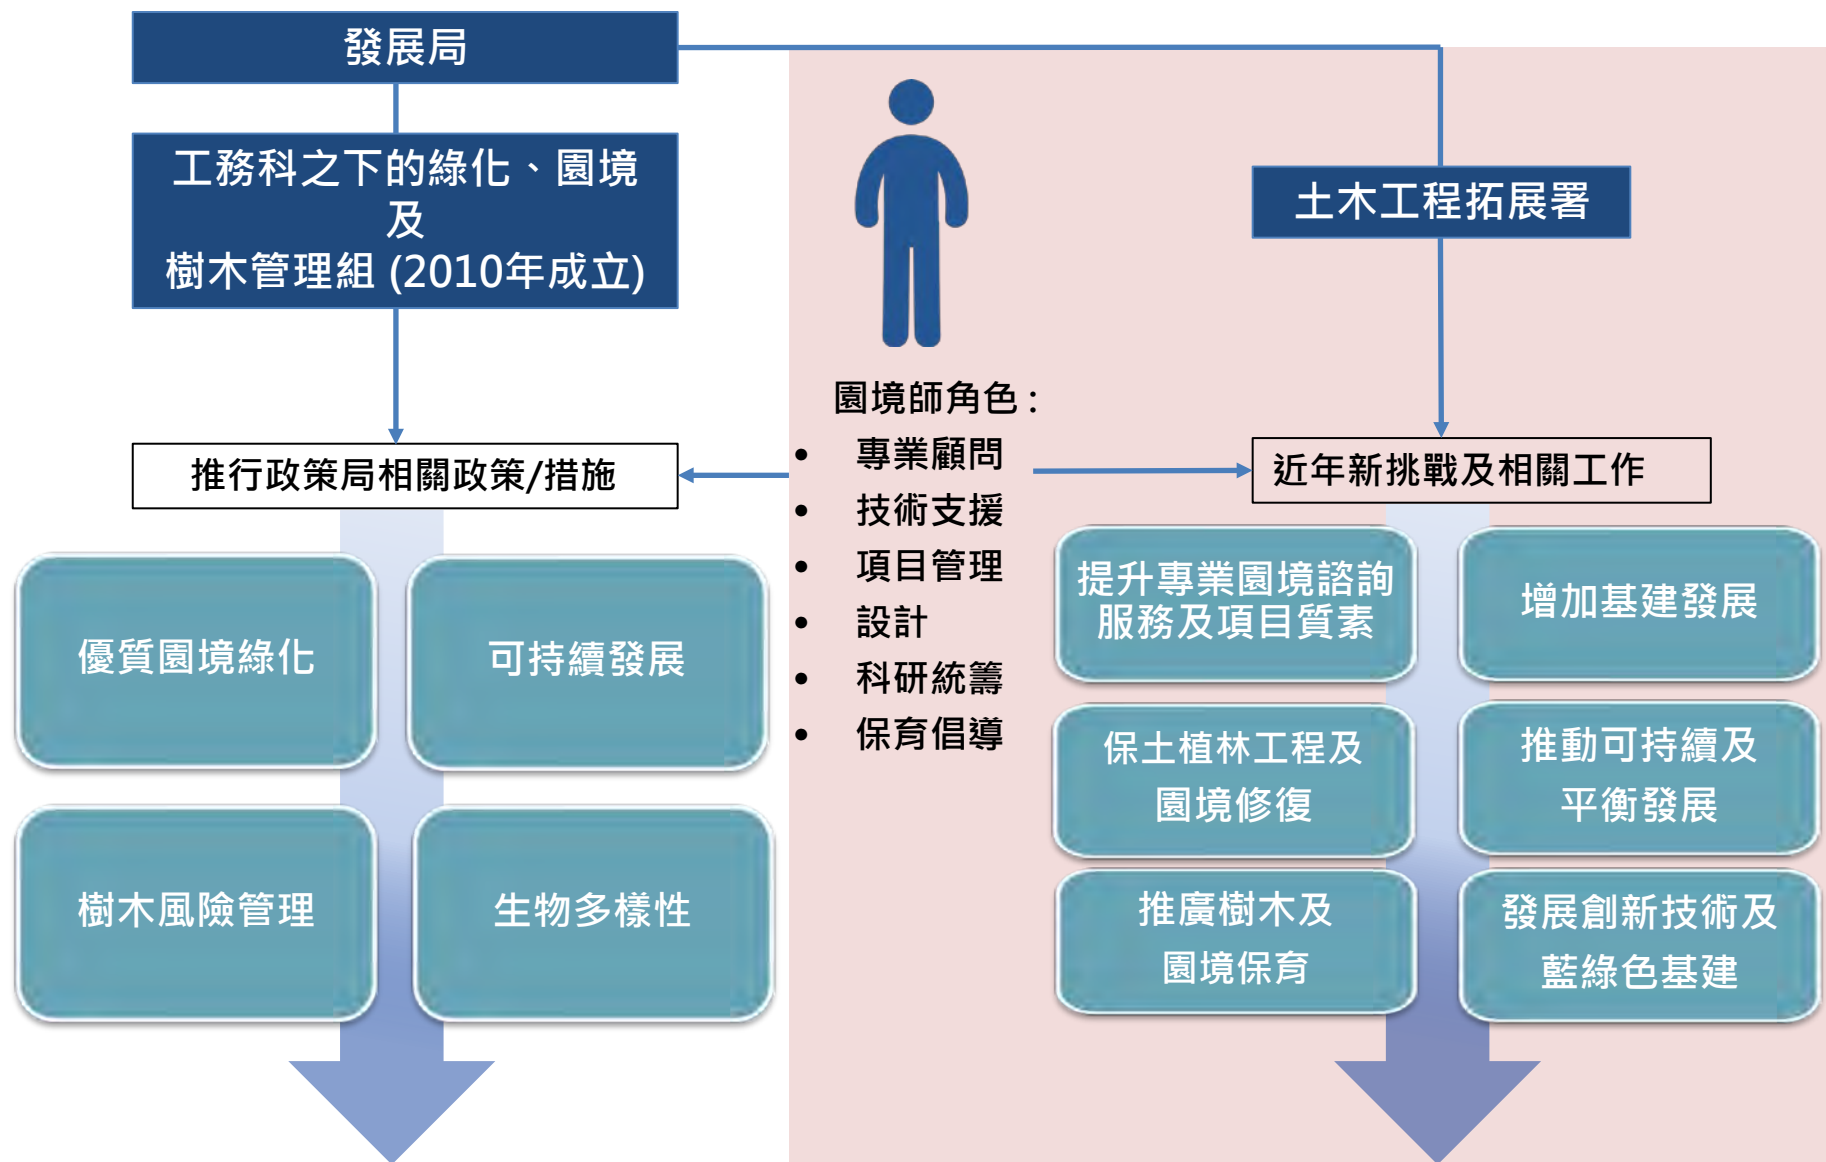 發展局
工務科之下的綠化、園境
及
樹木管理組 (2010年成立)
土木工程拓展署
園境師角色 :
• 專業顧問
• 技術支援
• 項目管理
• 設計
• 科研統籌
• 保育倡導
推行政策局相關政策/措施
優質園境綠化
可持續發展
樹木風險管理
生物多樣性
近年新挑戰及相關工作
提升專業園境諮詢
服務及項目質素
增加基建發展
保土植林工程及
園境修復
推動可持續及
平衡發展
推廣樹木及
園境保育
發展創新技術及
藍綠色基建